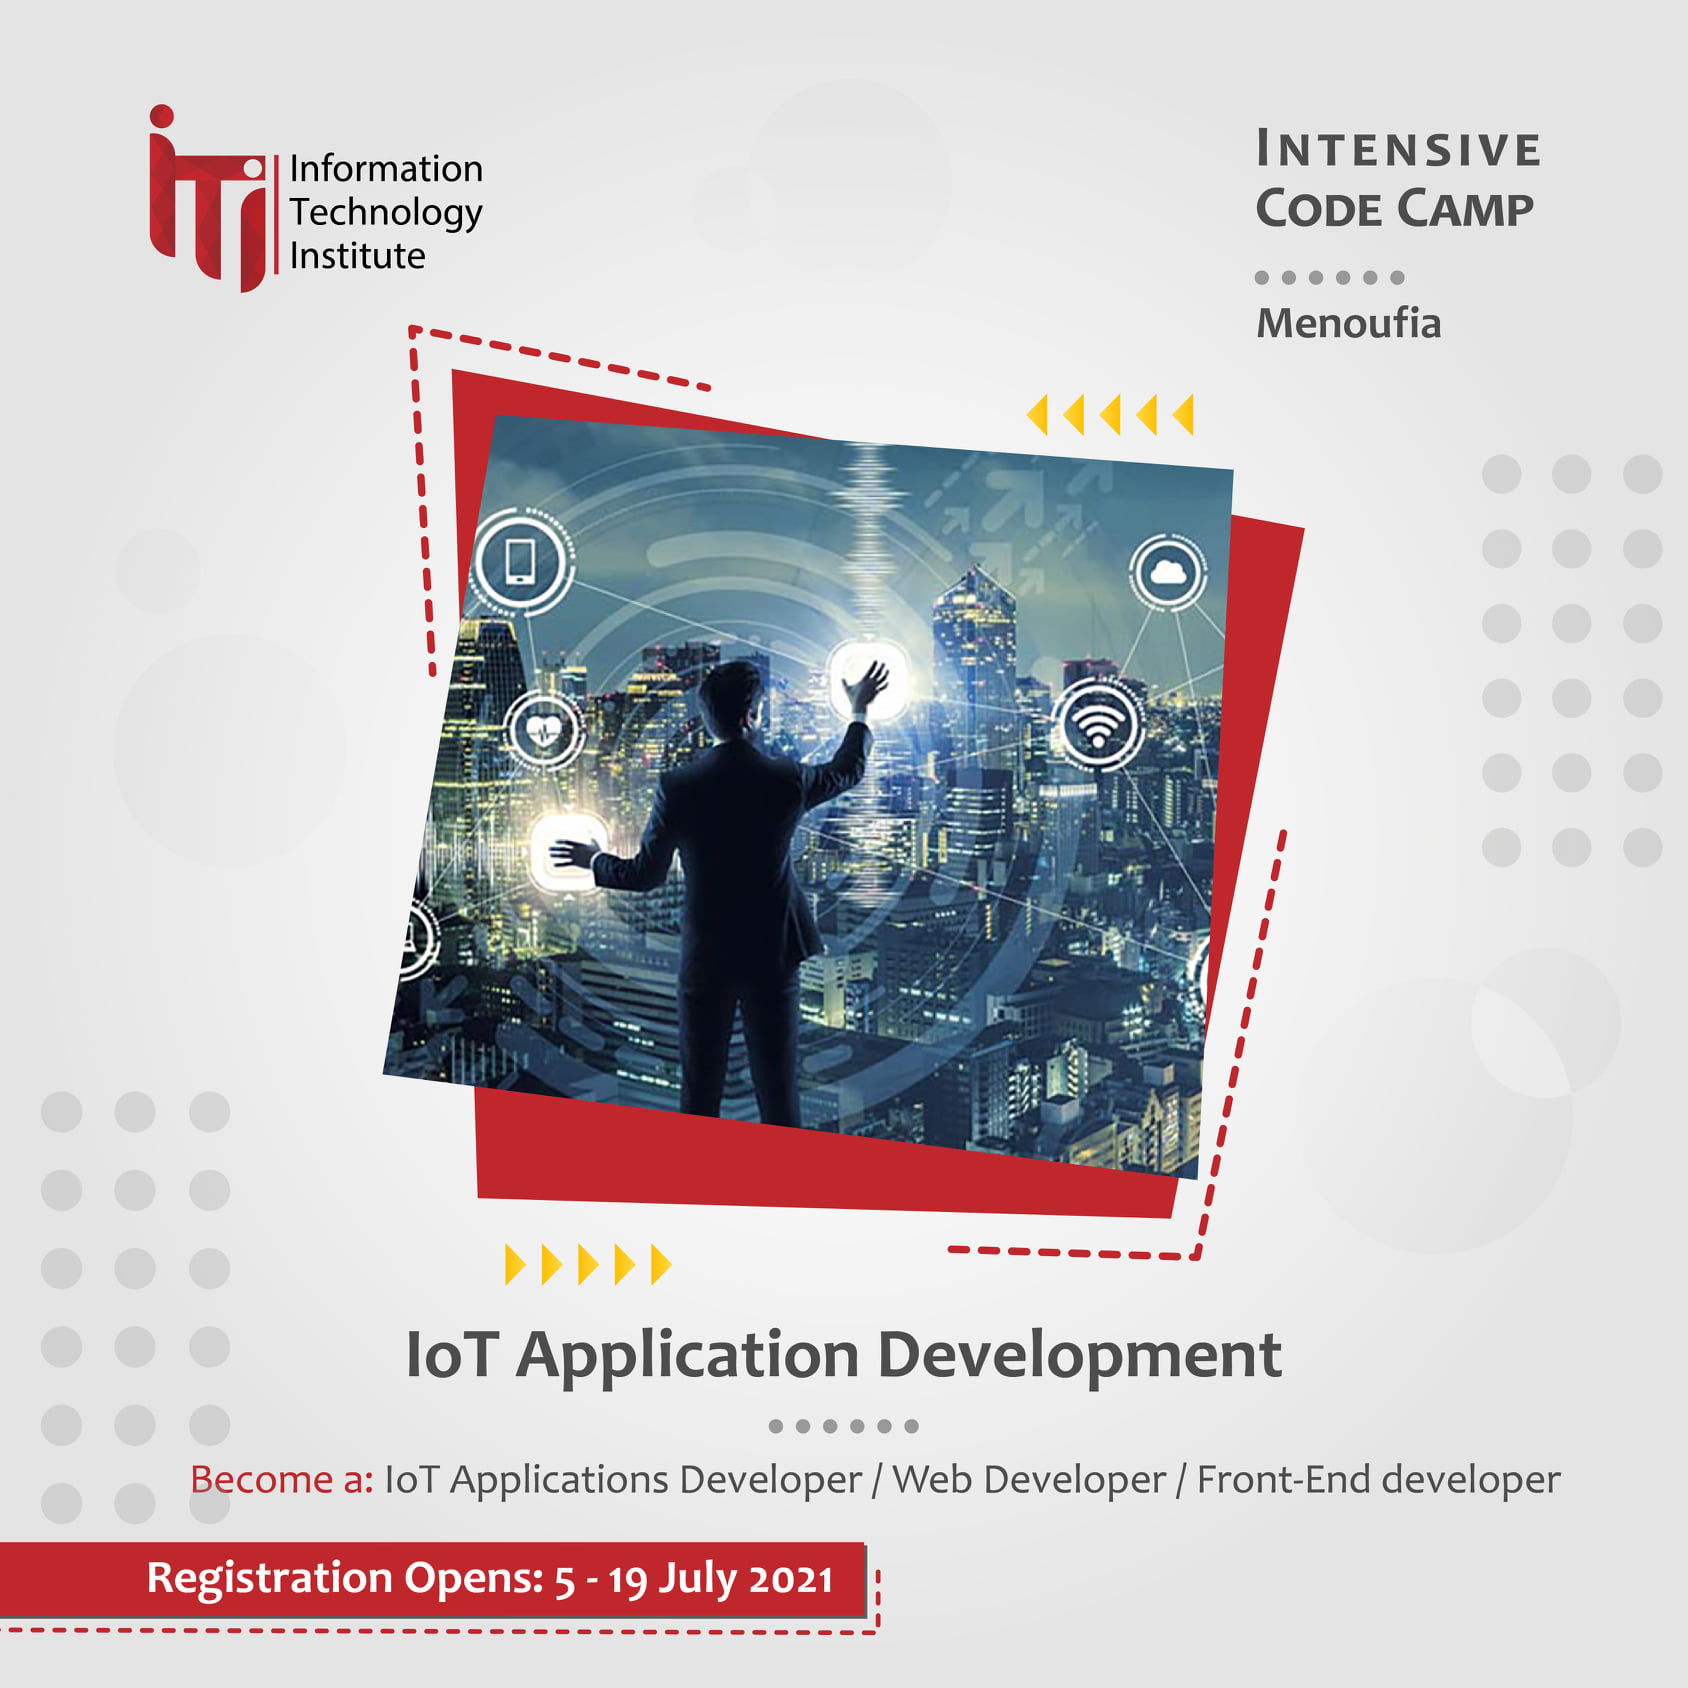 iTi
Information
Technology
Institute
INTENSIVE
CODE CAMP
Menoufia
IoT Application Development
Become a: IoT Applications Developer / Web Developer / Front-End developer
Registration Opens: 5 - 19 July 2021